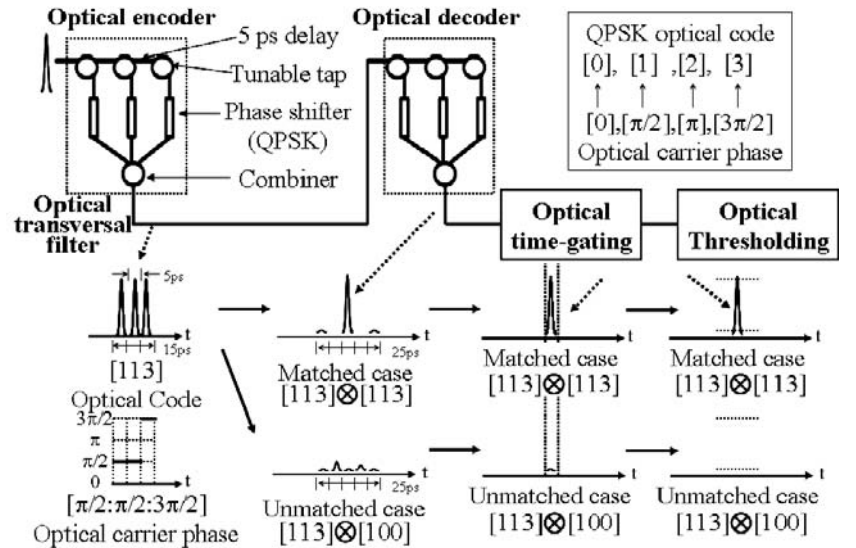 Optical encoder
5 ps delay
Tunable tap
Phase shifter
(QPSK)
Combiner
Optical
transversal
filter
Optical decoder
QPSK optical code
[0], [1] ,[2], [3]
[0],[π/2],[π],[3π/2]
Optical carrier phase
Optical
time-gating
Optical
Thresholding
5ps
t
15ps
[113]
Optical Code
3π/2
π
π/2
0
t
[π/2:π/2:3π/2]
Optical carrier phase
t
25ps
Matched case
[113]⊗[113]
t
Matched case
[113]⊗[113]
t
Matched case
[113]⊗[113]
t
25ps
Unmatched case
[113]⊗[100]
t
Unmatched case
[113]⊗[100]
t
Unmatched case
[113]⊗[100]